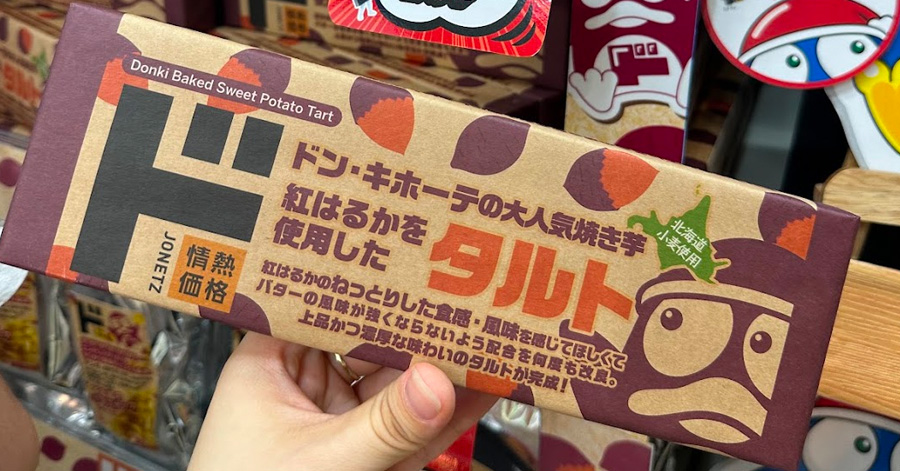 Donki Baked Sweet Potato Tart
ド
JONETZ
情熱
価格
ドン・キホーテの大人気焼き芋
紅はるかを
使用した
タルト
北海道
小麦使用
紅はるかのねっとりした食感・風味を感じてほしくて
バターの風味が強くならないよう配合を何度も改良。
上品かつ濃厚な味わいのタルトが完成!
ド